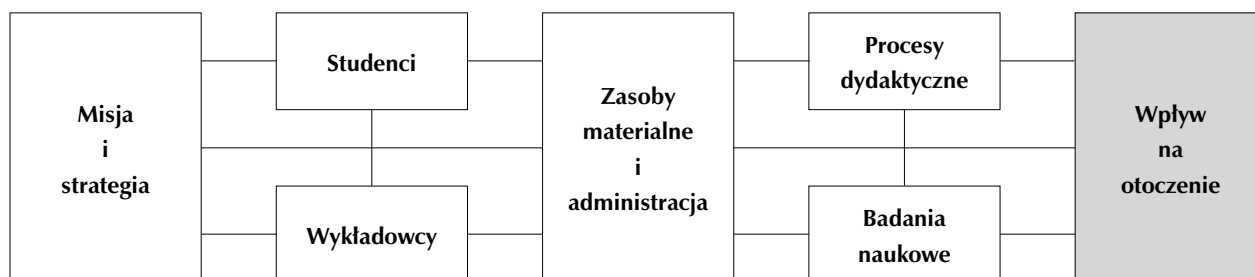 Misja
i
strategia
Studenci
Wykładowcy
Zasoby
materialne
i
administracja
Procesy
dydaktyczne
Badania
naukowe
Wpływ
na
otoczenie